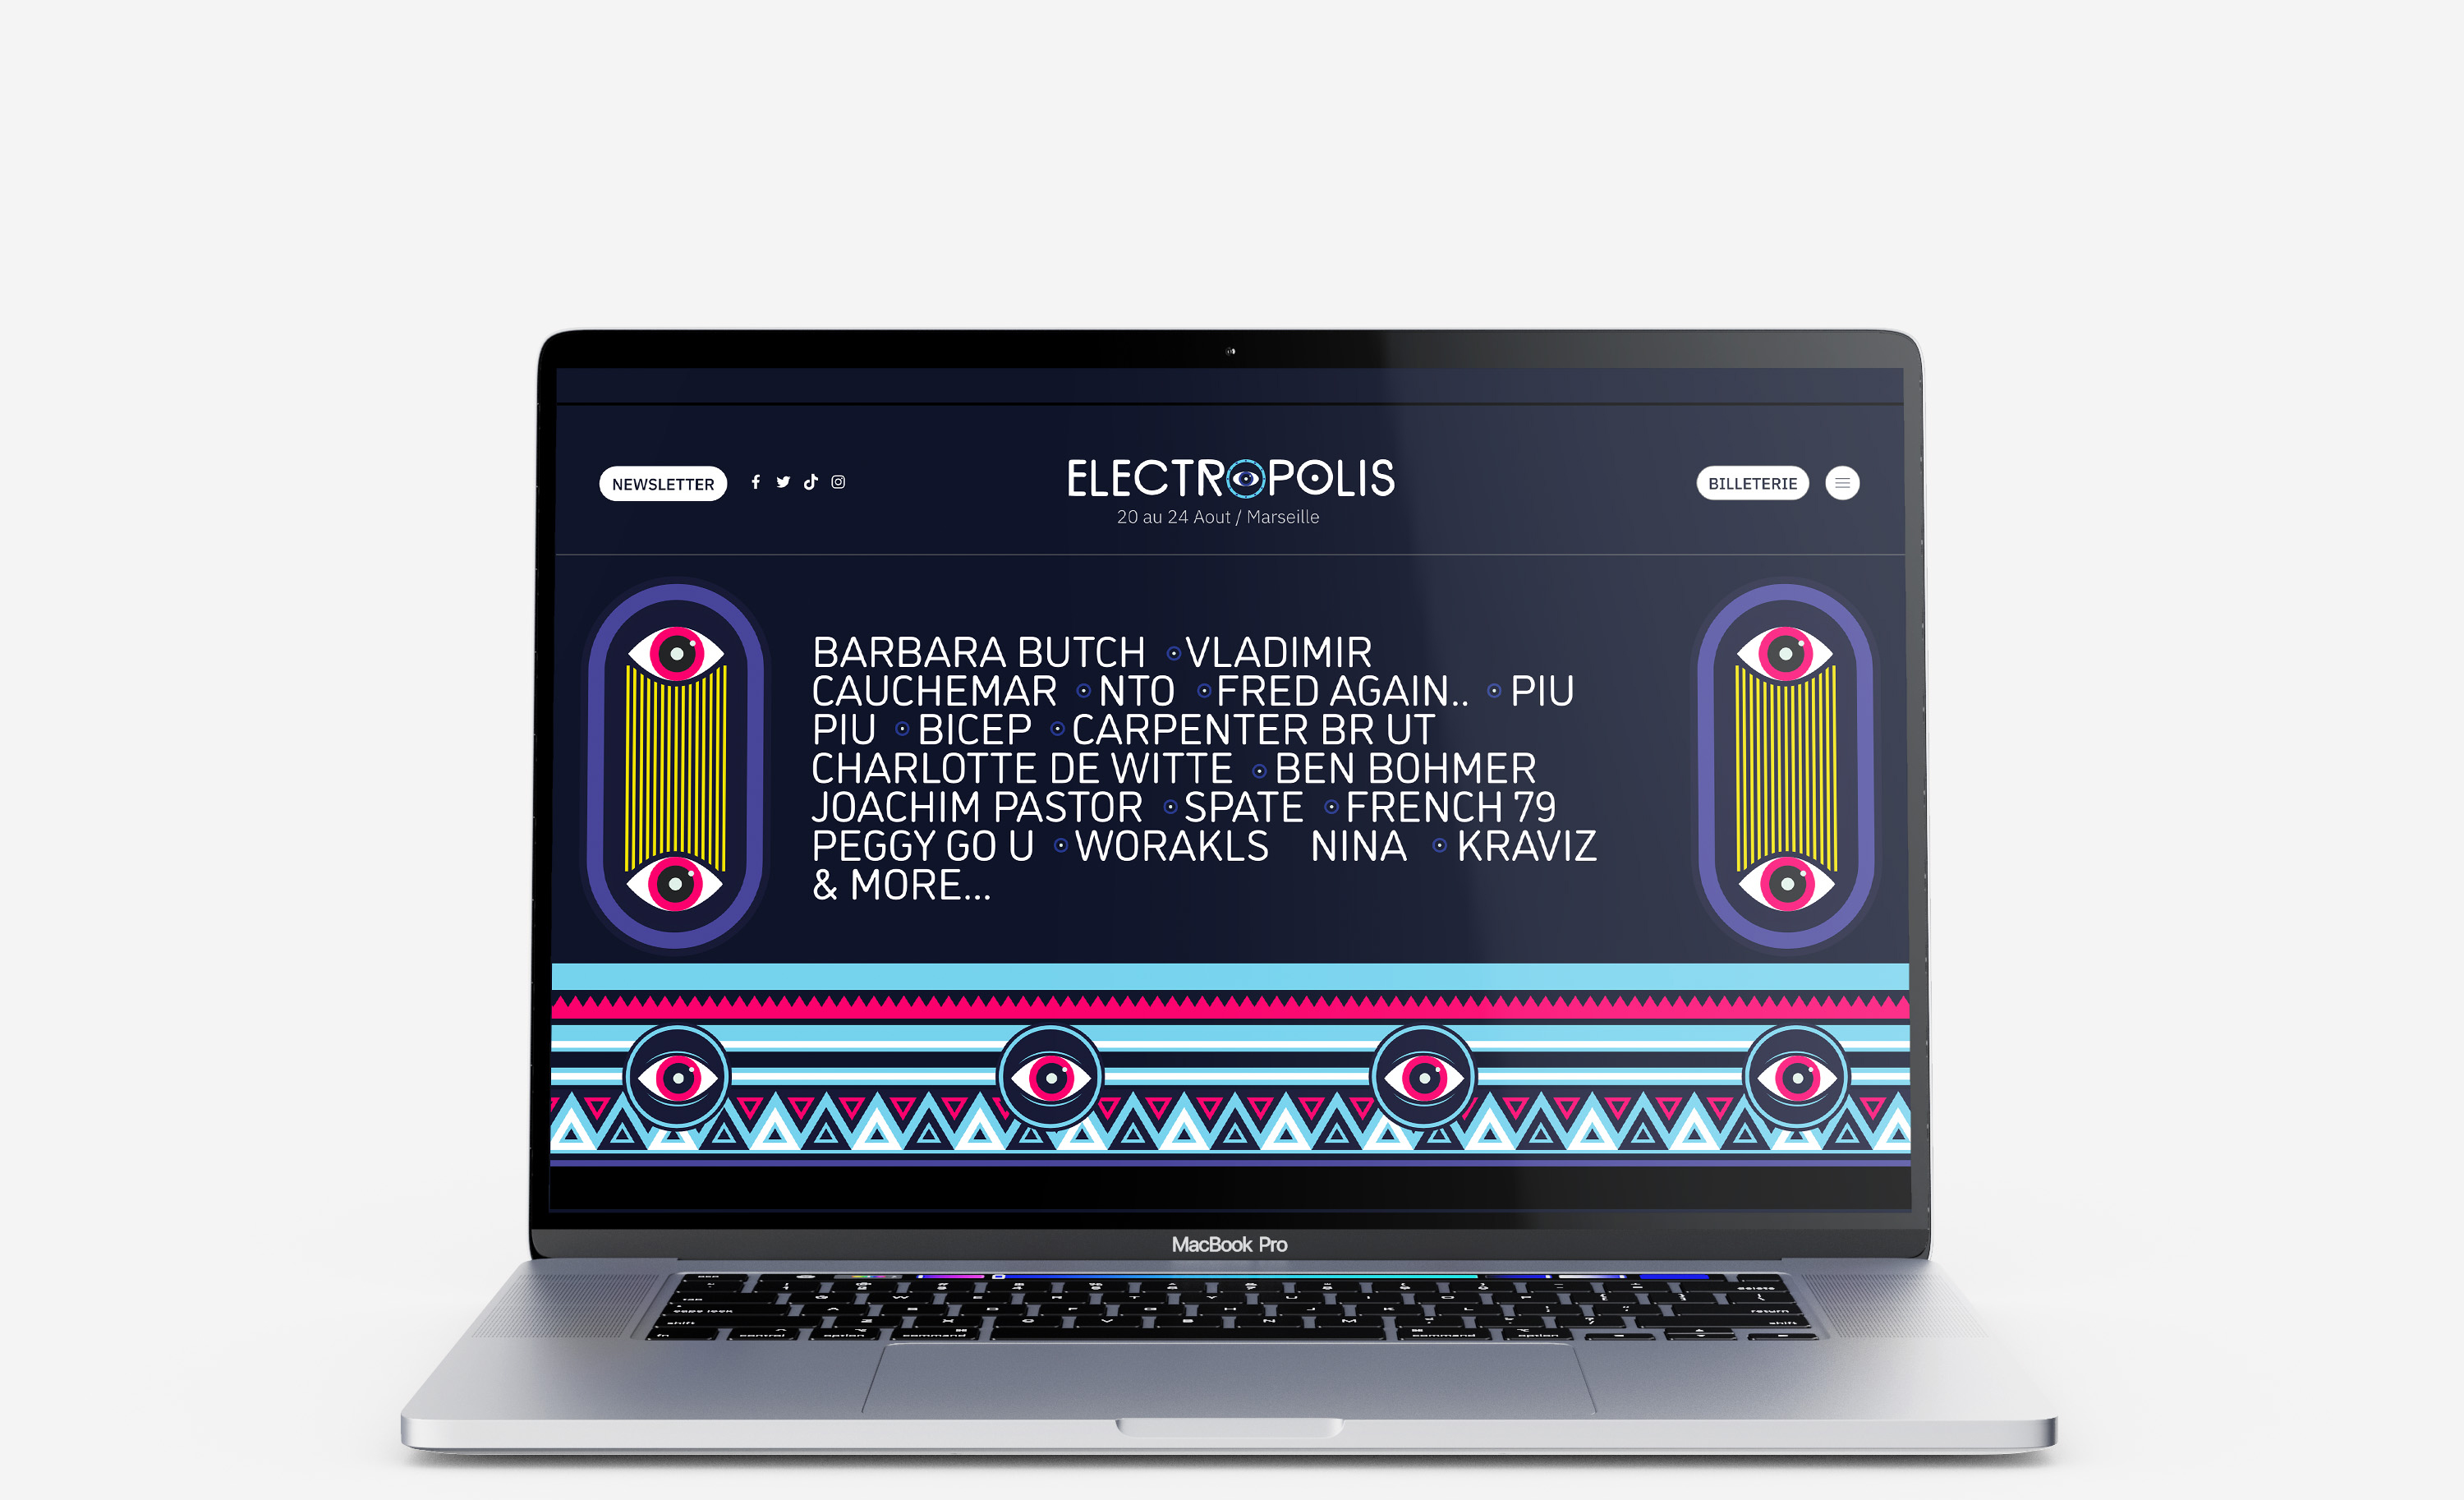 NEWSLETTER
ELECTROPOLIS
BILLETERIE
20 au 24 Aout / Marseille
BARBARA BUTCH VLADIMIR
CAUCHEMAR NTO FRED AGAIN.. PIU
PIU BICEP CARPENTER BR UT
CHARLOTTE DE WITTE BEN BOHMER
JOACHIM PASTOR SPATE FRENCH 79
PEGGY GO U WORAKLS NINA KRAVIZ
& MORE...
MacBook Pro